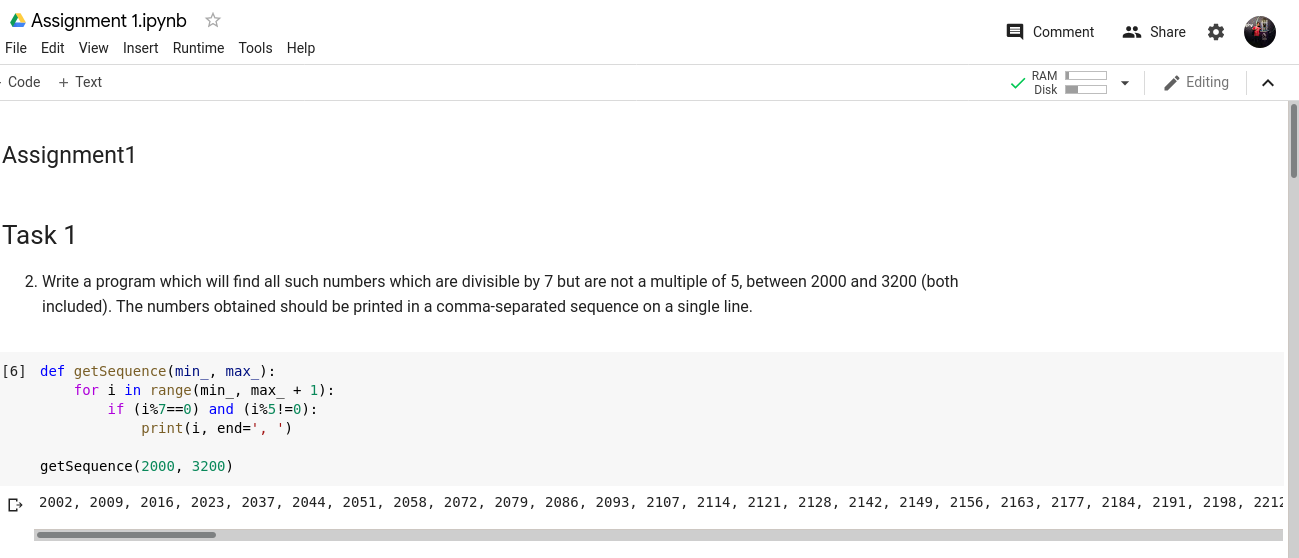 Assignment 1.ipynb
File Edit View Insert Runtime Tools Help
Comment Share
Code + Text
RAM
Disk
Editing
Assignment1
Task 1
2. Write a program which will find all such numbers which are divisible by 7 but are not a multiple of 5, between 2000 and 3200 (both
included). The numbers obtained should be printed in a comma-separated sequence on a single line.
[6] def getSequence(min_, max_):
for i in range(min_, max_ + 1):
if (i%7==0) and (i%5!=0):
print(i, end=', ')
getSequence(2000, 3200)
2002, 2009, 2016, 2023, 2037, 2044, 2051, 2058, 2072, 2079, 2086, 2093, 2107, 2114, 2121, 2128, 2142, 2149, 2156, 2163, 2177, 2184, 2191, 2198, 2212